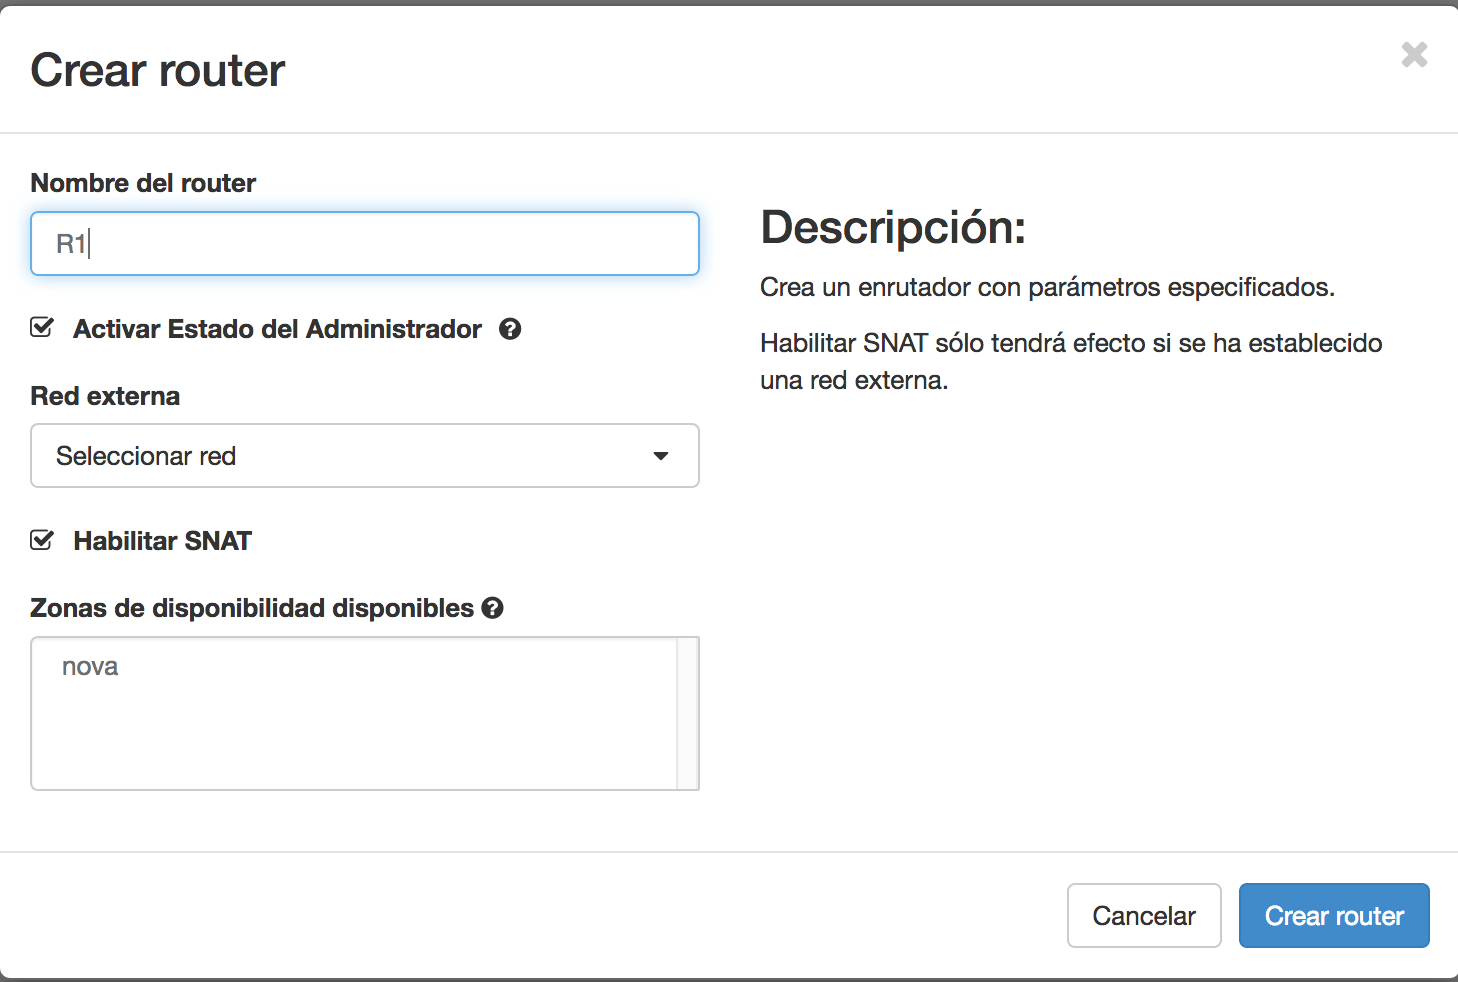 Crear router
Nombre del router
R1
Activar Estado del Administrador
Red externa
Seleccionar red
Habilitar SNAT
Zonas de disponibilidad disponibles
nova
Descripción:
Crea un enrutador con parámetros especificados.
Habilitar SNAT sólo tendrá efecto si se ha establecido
una red externa.
Cancelar
Crear router